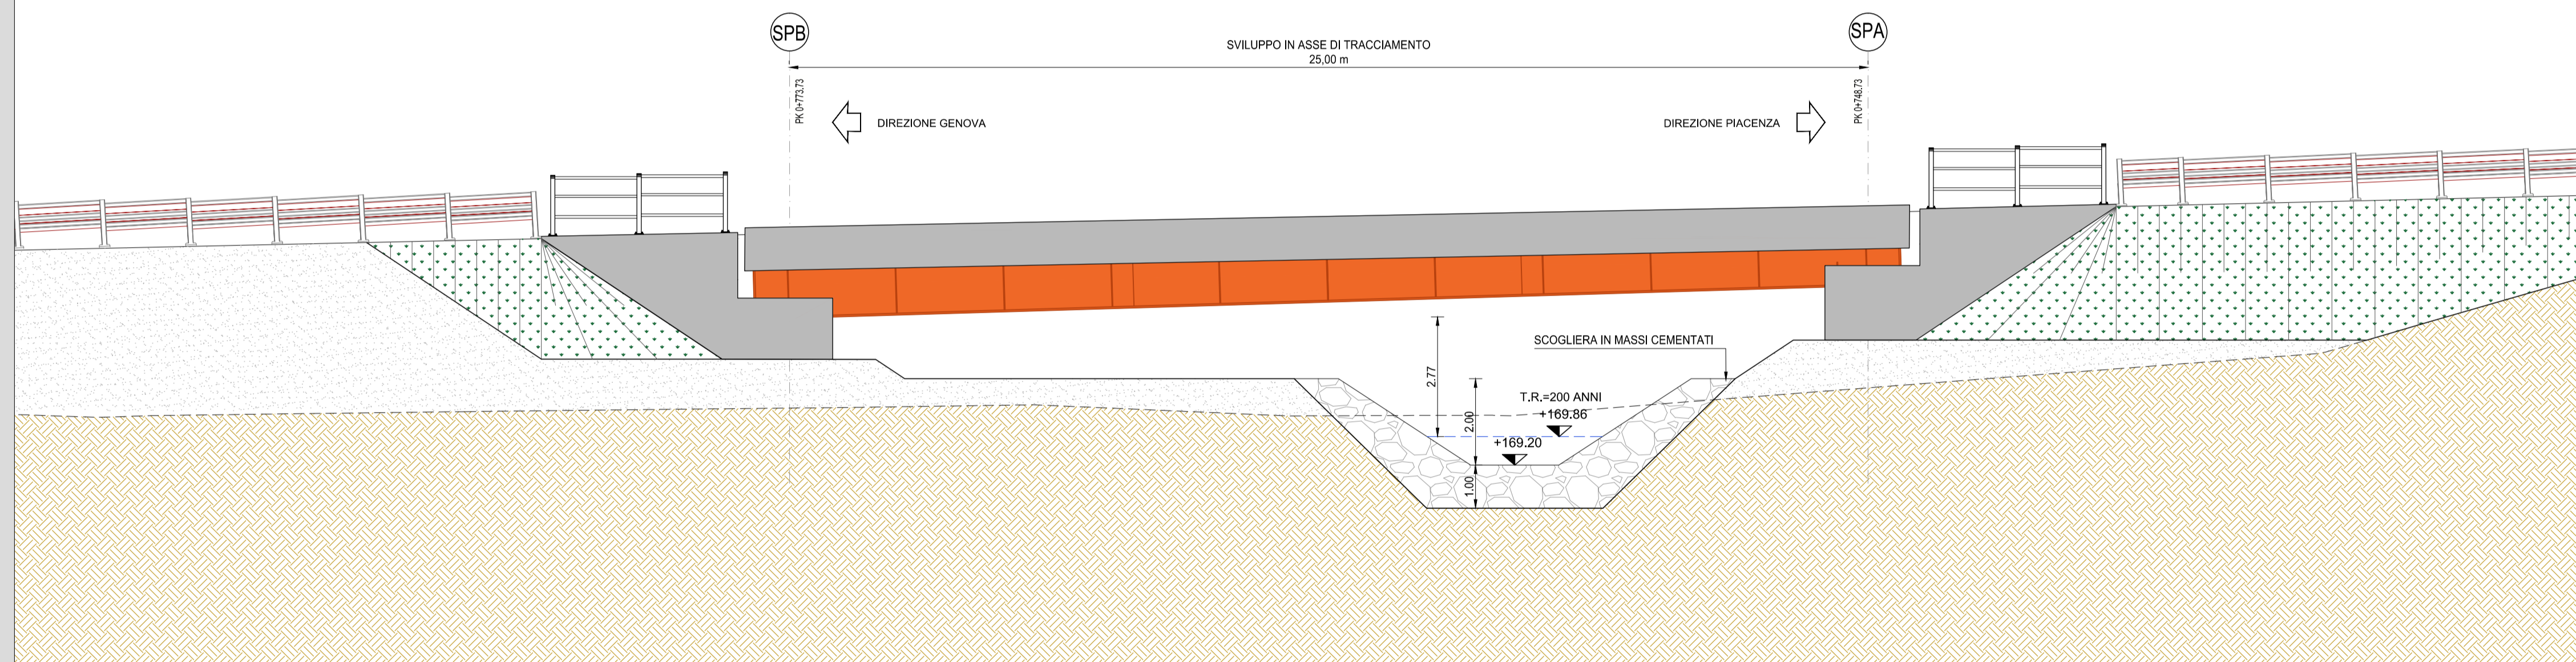 SPB
SPA
SVILUPPO IN ASSE DI TRACCIAMENTO
25,00 m
PK 0+773.73
PK 0+748.73
DIREZIONE GENOVA
DIREZIONE PIACENZA
SCOGLIERA IN MASSI CEMENTATI
2.77
T.R.=200 ANNI
+169.86
2.00
+169.20
1.00